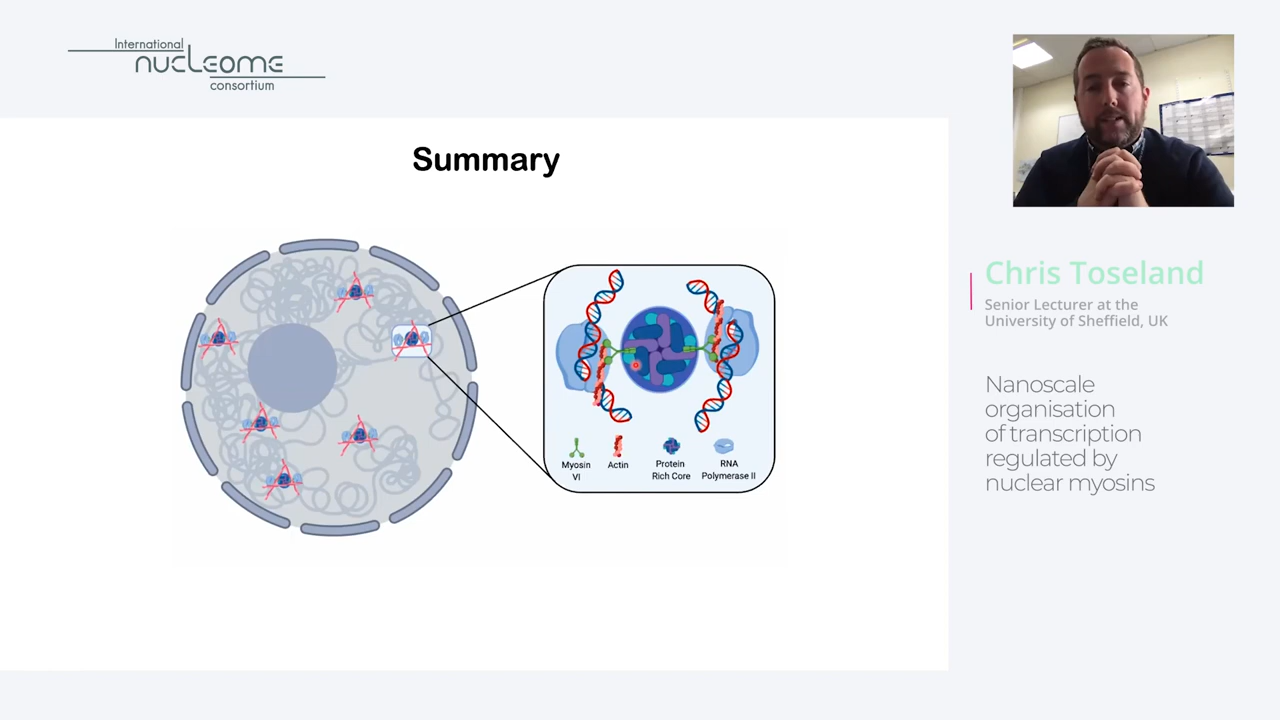 International
nucleome
consortium
Summary
Myosin
VI
Actin
Protein
Rich Core
RNA
Polymerase II
Chris Toseland
Senior Lecturer at the
University of Sheffield, UK
Nanoscale
organisation
of transcription
regulated by
nuclear myosins